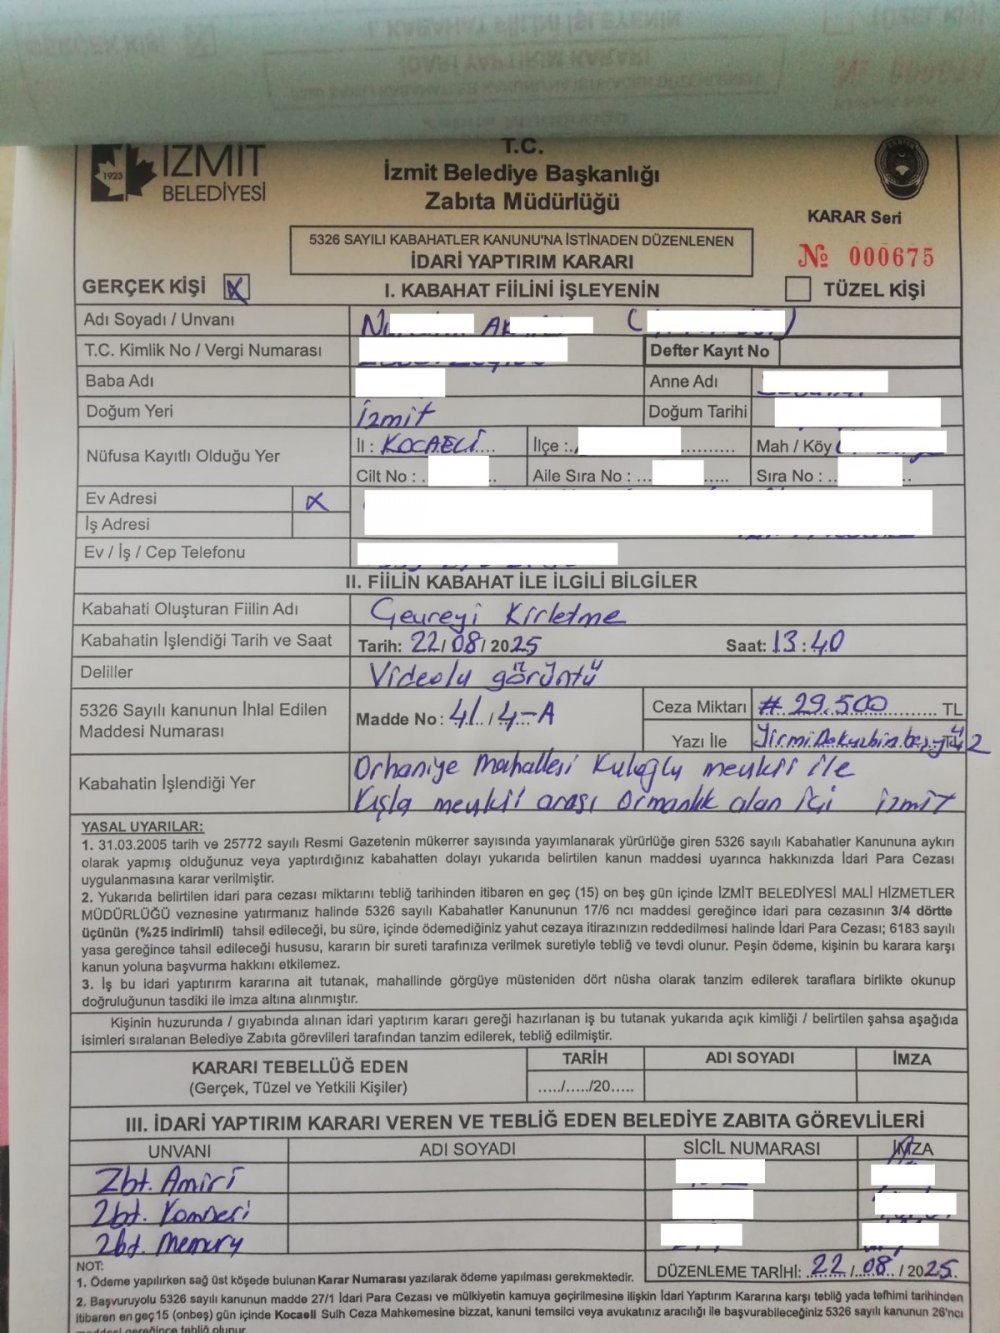 1923
İZMİT
BELEDİYESİ
T.C.
İzmit Belediye Başkanlığı
Zabıta Müdürlüğü
KARAR Seri
№ 000675
5326 SAYILI KABAHATLER KANUNU'NA İSTİNADEN DÜZENLENEN
İDARİ YAPTIRIM KARARI
GERÇEK KİŞİ X
I. KABAHAT FİİLİNİ İŞLEYENİN
TÜZEL KİŞİ
Adı Soyadı / Unvanı
T.C. Kimlik No / Vergi Numarası
Defter Kayıt No
Baba Adı
Anne Adı
Doğum Yeri İzmit
Doğum Tarihi
Nüfusa Kayıtlı Olduğu Yer
İl : KOCAELİ....
İlçe :
Mah / Köy
Cilt No :
Aile Sıra No :
Sıra No :
Ev Adresi X
İş Adresi
Ev / İş / Cep Telefonu
II. FİİLİN KABAHAT İLE İLGİLİ BİLGİLER
Kabahati Oluşturan Fiilin Adı Çevreyi Kirletme
Kabahatin İşlendiği Tarih ve Saat Tarih: 22/08/2025 Saat: 13:40
Deliller Videolu görüntü
5326 Sayılı kanunun İhlal Edilen
Maddesi Numarası
Madde No : 41../4-A
Ceza Miktarı # 29.500 TL
Yazı İle
Kabahatin İşlendiği Yer
Orhaniye Mahallesi Kuloğlu mevkii ile
Kışla mevkii arası Ormanlık alan içi İzmit
YASAL UYARILAR:
1. 31.03.2005 tarih ve 25772 sayılı Resmi Gazetenin mükerrer sayısında yayımlanarak yürürlüğe giren 5326 sayılı Kabahatler Kanununa aykırı
olarak yapmış olduğunuz veya yaptırdığınız kabahatten dolayı yukarıda belirtilen kanun maddesi uyarınca hakkınızda İdari Para Cezası
uygulanmasına karar verilmiştir.
2. Yukarıda belirtilen idari para cezası miktarını tebliğ tarihinden itibaren en geç (15) on beş gün içinde İZMİT BELEDİYESİ MALİ HİZMETLER
MÜDÜRLÜĞÜ veznesine yatırmanız halinde 5326 sayılı Kabahatler Kanununun 17/6 ncı maddesi gereğince idari para cezasının 3/4 dörtte
üçünün (%25 indirimli) tahsil edileceği, bu süre, içinde ödemediğiniz yahut cezaya itirazınızın reddedilmesi halinde İdari Para Cezası; 6183 sayılı
yasa gereğince tahsil edileceği hususu, kararın bir sureti tarafınıza verilmek suretiyle tebliğ ve tevdi olunur. Peşin ödeme, kişinin bu karara karşı
kanun yoluna başvurma hakkını etkilemez.
3. İş bu idari yaptırırm kararına ait tutanak, mahallinde görgüye müsteniden dört nüsha olarak tanzim edilerek taraflara birlikte okunup
doğruluğunun tasdiki ile imza altına alınmıştır.
Kişinin huzurunda / gıyabında alınan idari yaptırım kararı gereği hazırlanan iş bu tutanak yukarıda açık kimliği / belirtilen şahsa aşağıda
isimleri sıralanan Belediye Zabıta görevlileri tarafından tanzim edilerek, tebliğ edilmiştir.
KARARI TEBELLÜĞ EDEN
(Gerçek, Tüzel ve Yetkili Kişiler)
TARİH
ADI SOYADI
İMZA
...../...../20.....
III. İDARİ YAPTIRIM KARARI VEREN VE TEBLİĞ EDEN BELEDİYE ZABITA GÖREVLİLERİ
UNVANI ADI SOYADI SİCİL NUMARASI İMZA
Zbt. Amiri
Zbt. Komseri
Zbt. Memury
NOT:
DÜZENLEME TARİHİ: 22/08/2025
1. Ödeme yapılırken sağ üst köşede bulunan Karar Numarası yazılarak ödeme yapılması gerekmektedir.
2. Başvuruyolu 5326 sayılı kanunun madde 27/1 İdari Para Cezası ve mülkiyetin kamuya geçirilmesine ilişkin İdari Yaptırım Kararına karşı tebliğ yada tefhimi tarihinden
itibaren en geç 15 (onbeş) gün içinde Kocaeli Sulh Ceza Mahkemesine bizzat, kanuni temsilci veya avukatınız aracılığı ile başvurabileceğiniz 5326 sayılı kanunun 26'ncı
maddesi gereğince tebliğ olunur.